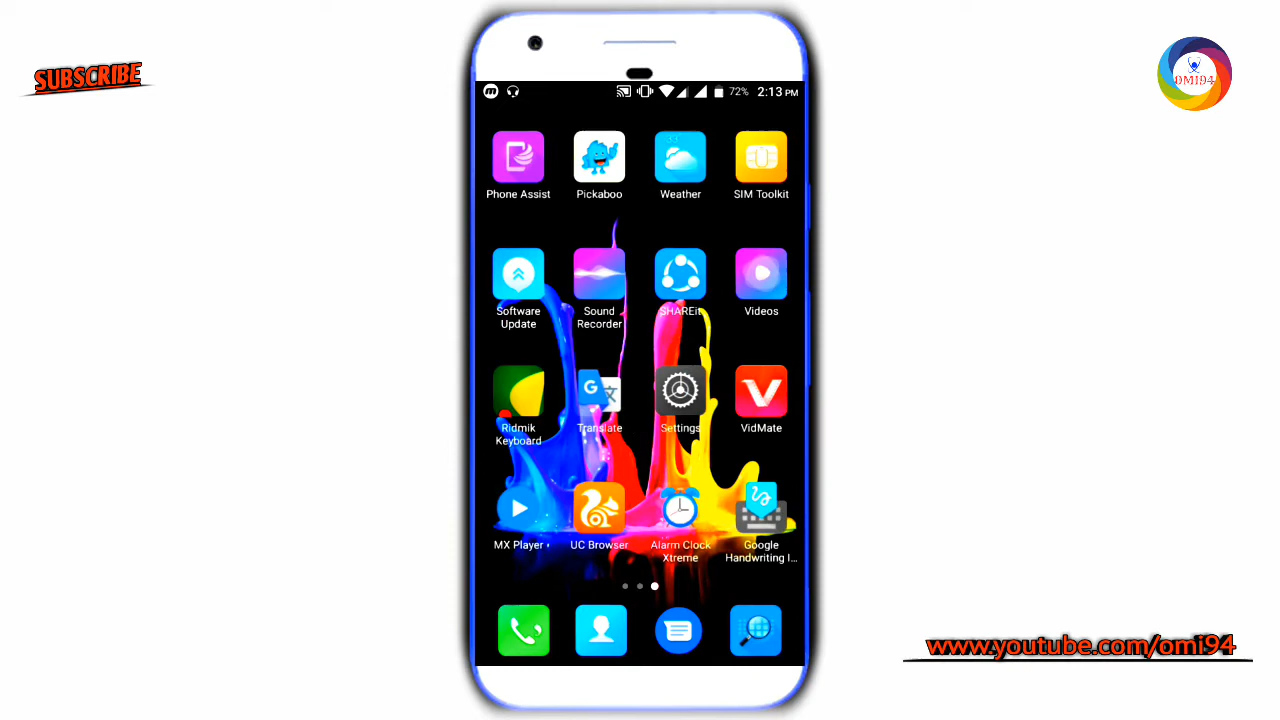 SUBSCRIBE
OMI94
72% 2:13 PM
Phone Assist
Pickaboo
Weather
SIM Toolkit
Software
Update
Sound
Recorder
SHAREit
Videos
Ridmik
Keyboard
Translate
Settings
VidMate
MX Player
UC Browser
Alarm Clock
Xtreme
Google
Handwriting I...
www.youtube.com/omi94